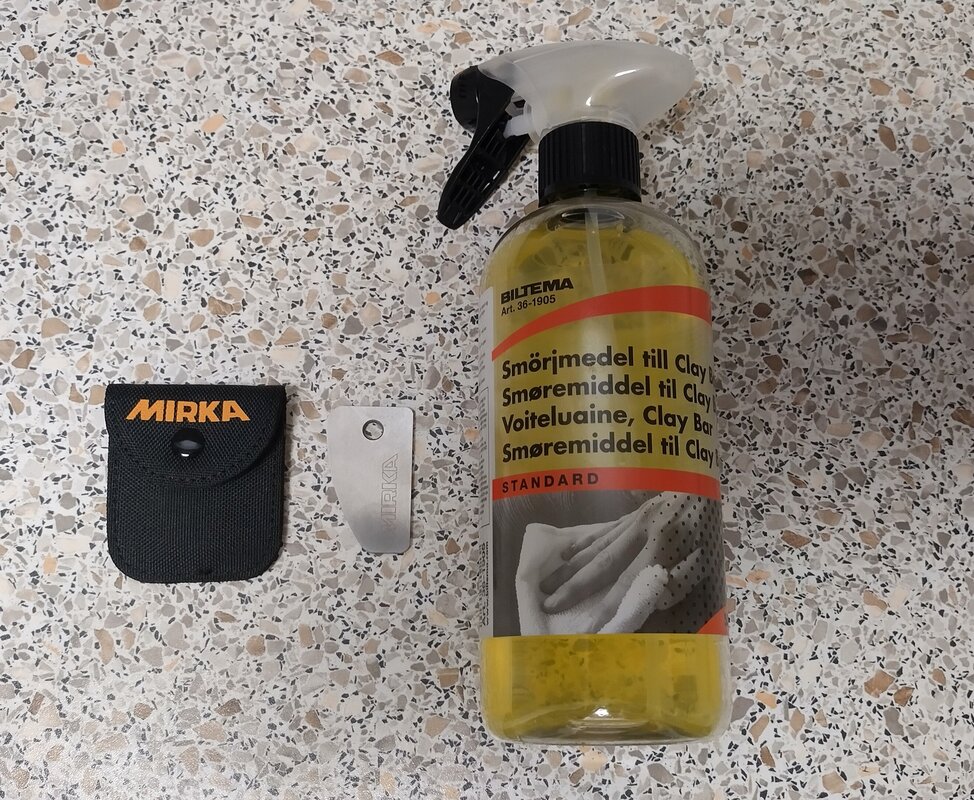 MIRKA
MIRKA
BILTEMA
Art. 36-1905
Smörjmedel till Clay
Smøremiddel til Clay
Voiteluaine, Clay Bar
Smøremiddel til Clay
STANDARD